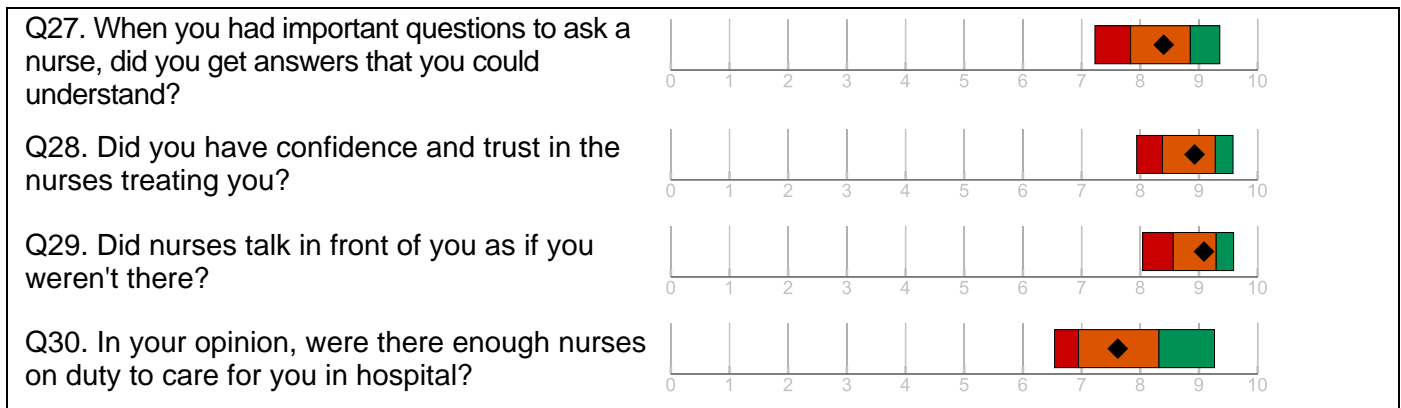 Q27. When you had important questions to ask a
nurse, did you get answers that you could
understand?
0 1 2 3 4 5 6 7 8 9 10
Q28. Did you have confidence and trust in the
nurses treating you?
0 1 2 3 4 5 6 7 8 9 10
Q29. Did nurses talk in front of you as if you
weren't there?
0 1 2 3 4 5 6 7 8 9 10
Q30. In your opinion, were there enough nurses
on duty to care for you in hospital?
0 1 2 3 4 5 6 7 8 9 10